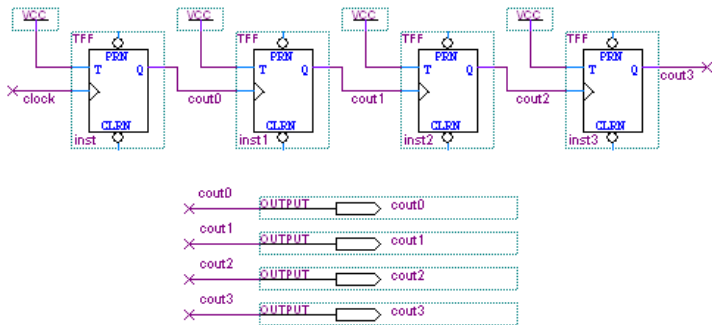 VCC VCC VCC VCC
TFF TFF TFF TFF
PRN PRN PRN PRN
T Q T Q T Q T Q
cout3
clock cout0 cout1 cout2
CLRN CLRN CLRN CLRN
inst inst1 inst2 inst3
cout0
OUTPUT cout0
cout1
OUTPUT cout1
cout2
OUTPUT cout2
cout3
OUTPUT cout3